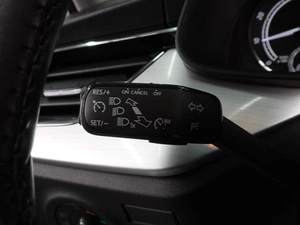 RES/+ ON CANCEL OFF
SET/-